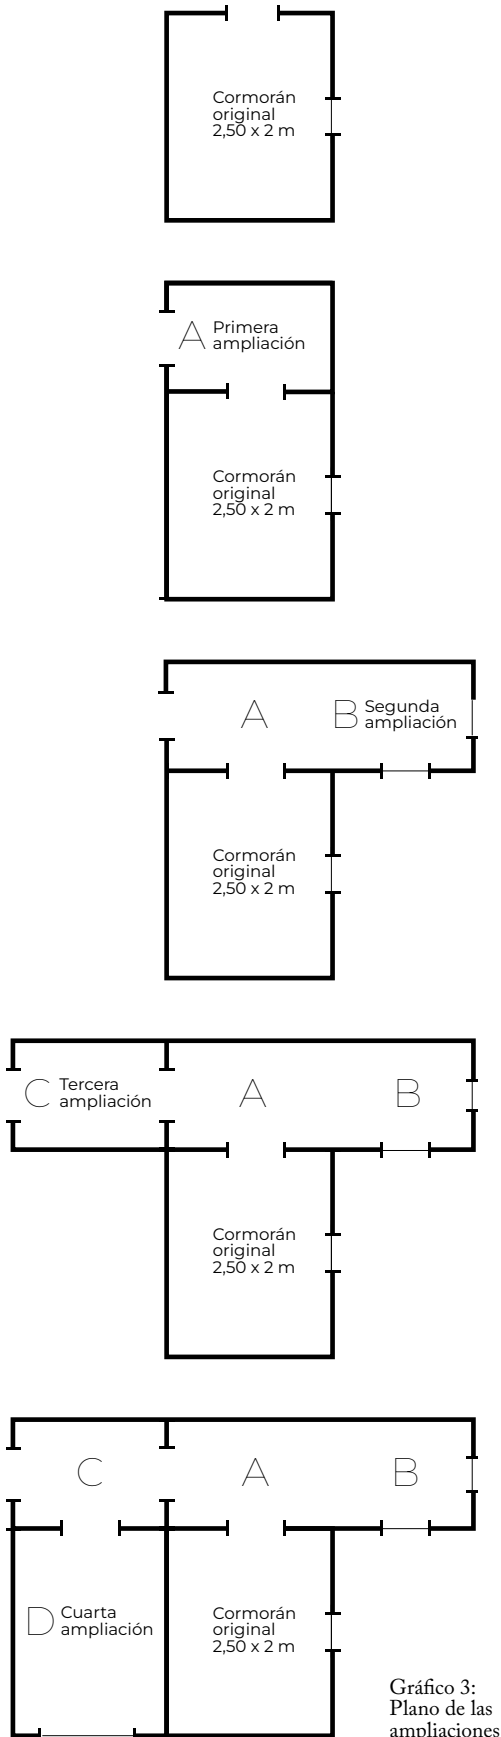 Cormorán
original
2,50 x 2 m
A Primera
ampliación
Cormorán
original
2,50 x 2 m
A
B Segunda
ampliación
Cormorán
original
2,50 x 2 m
C Tercera
ampliación
A
B
Cormorán
original
2,50 x 2 m
C
A
B
D Cuarta
ampliación
Cormorán
original
2,50 x 2 m
Gráfico 3:
Plano de las
ampliaciones